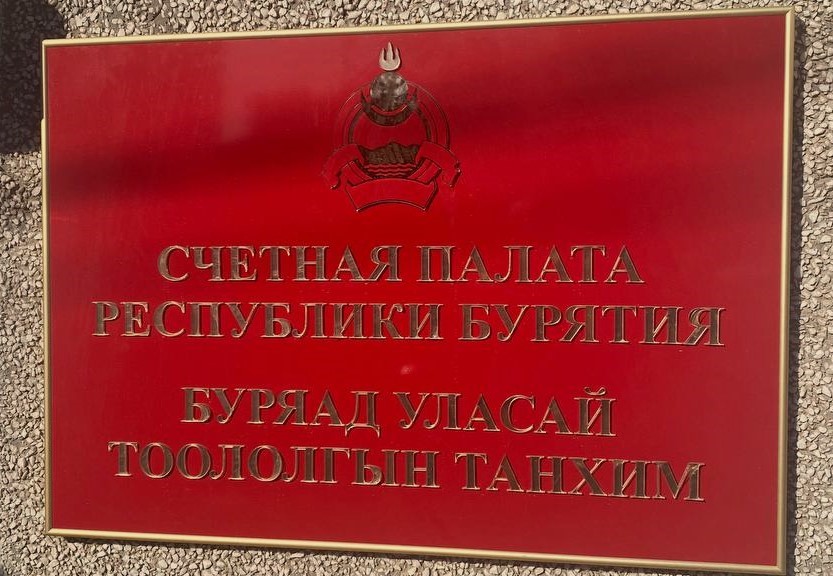 СЧЕТНАЯ ПАЛАТА
РЕСПУБЛИКИ БУРЯТИЯ
БУРЯАД УЛАСАЙ
ТООЛОЛГЫН ТАНХИМ